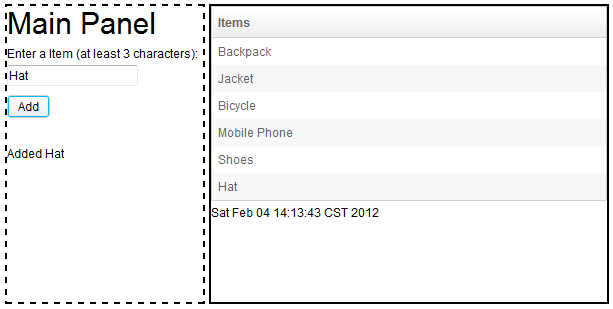 Main Panel
Enter a Item (at least 3 characters):
Hat
Add
Added Hat
Items
Backpack
Jacket
Bicycle
Mobile Phone
Shoes
Hat
Sat Feb 04 14:13:43 CST 2012